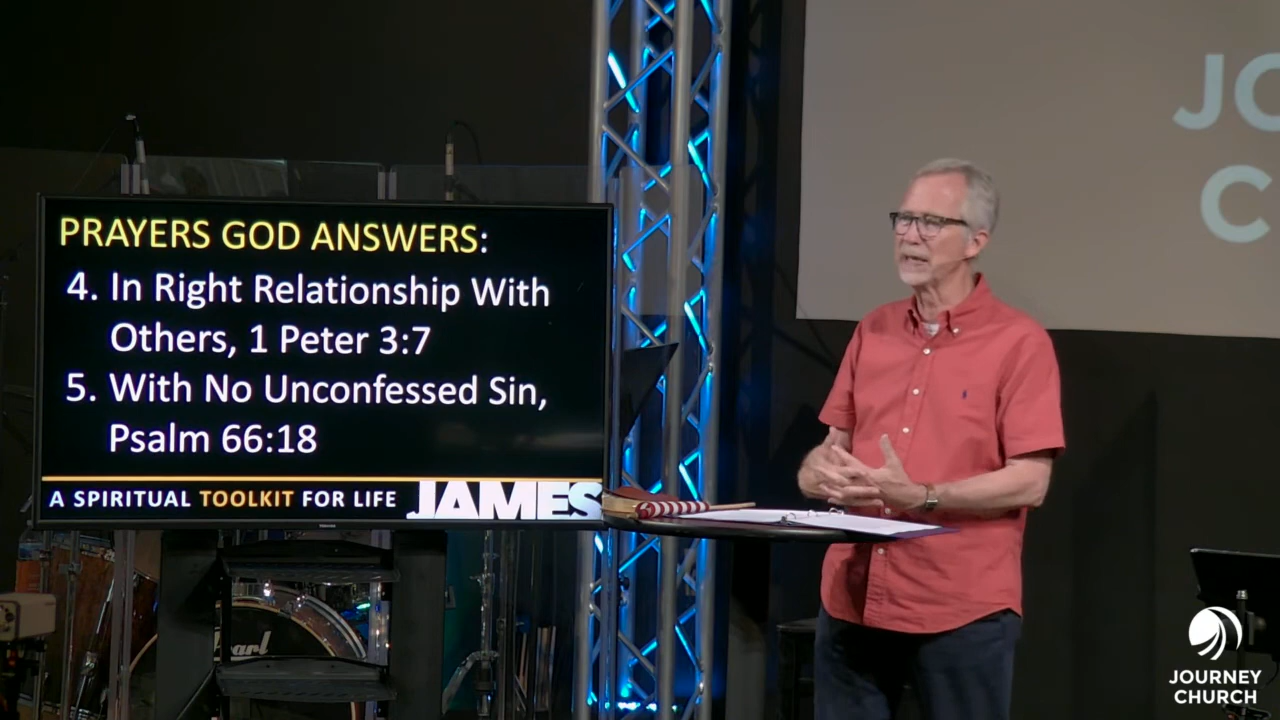 PRAYERS GOD ANSWERS:
4. In Right Relationship With
Others, 1 Peter 3:7
5. With No Unconfessed Sin,
Psalm 66:18
A SPIRITUAL TOOLKIT FOR LIFE JAMES
JO
C
Pearl
JOURNEY
CHURCH